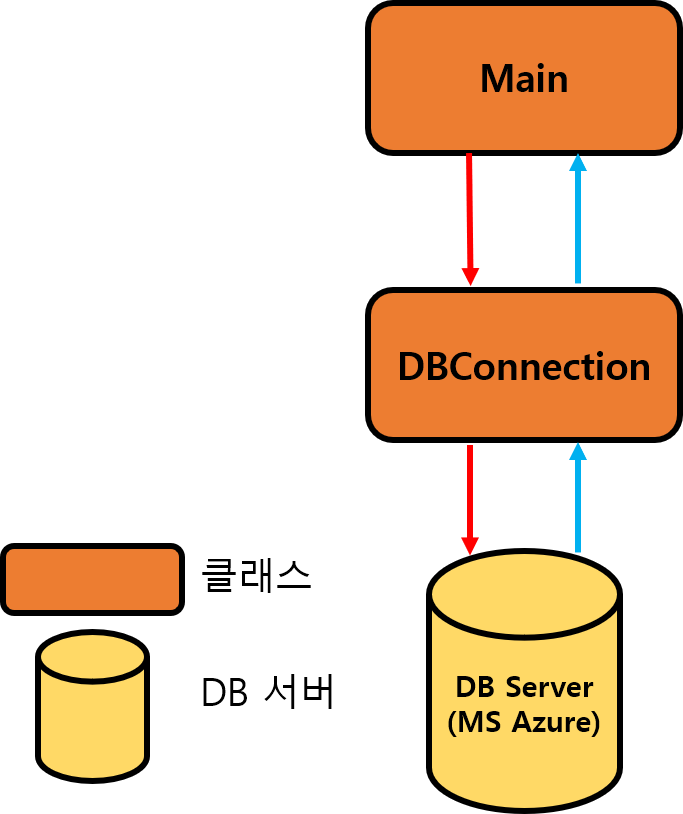 Main
DBConnection
클래스
DB 서버
DB Server
(MS Azure)